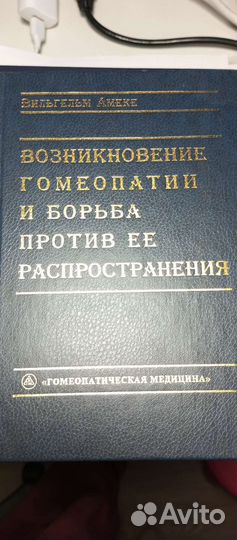 Вильгельм Амеке
ВОЗНИКНОВЕНИЕ
ГОМЕОПАТИИ
И БОРЬБА
ПРОТИВ ЕЕ
РАСПРОСТРАНЕНИЯ
«ГОМЕОПАТИЧЕСКАЯ МЕДИЦИНА»
Avito